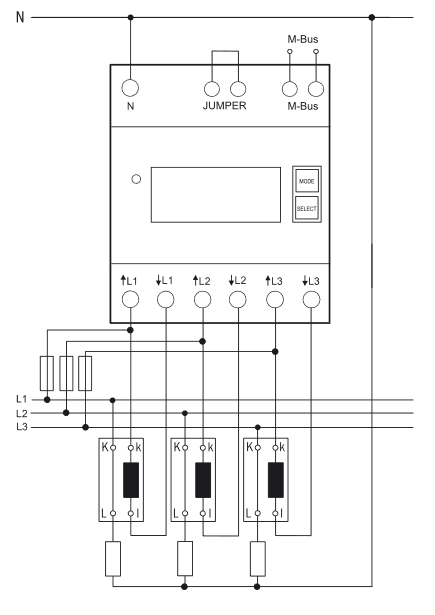 N
M-Bus
N JUMPER M-Bus
MODE
SELECT
↑L1 ↓L1 ↑L2 ↓L2 ↑L3 ↓L3
L1
L2
L3
K k K k K k
L l L l L l